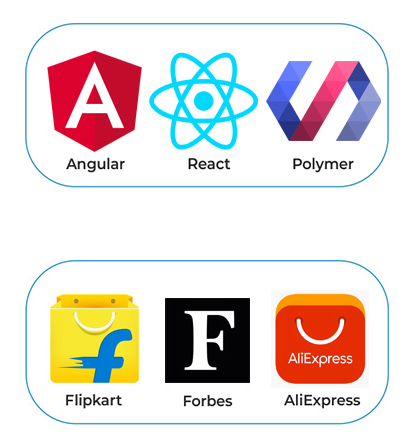 A
Angular React Polymer
f F AliExpress
Flipkart Forbes AliExpress